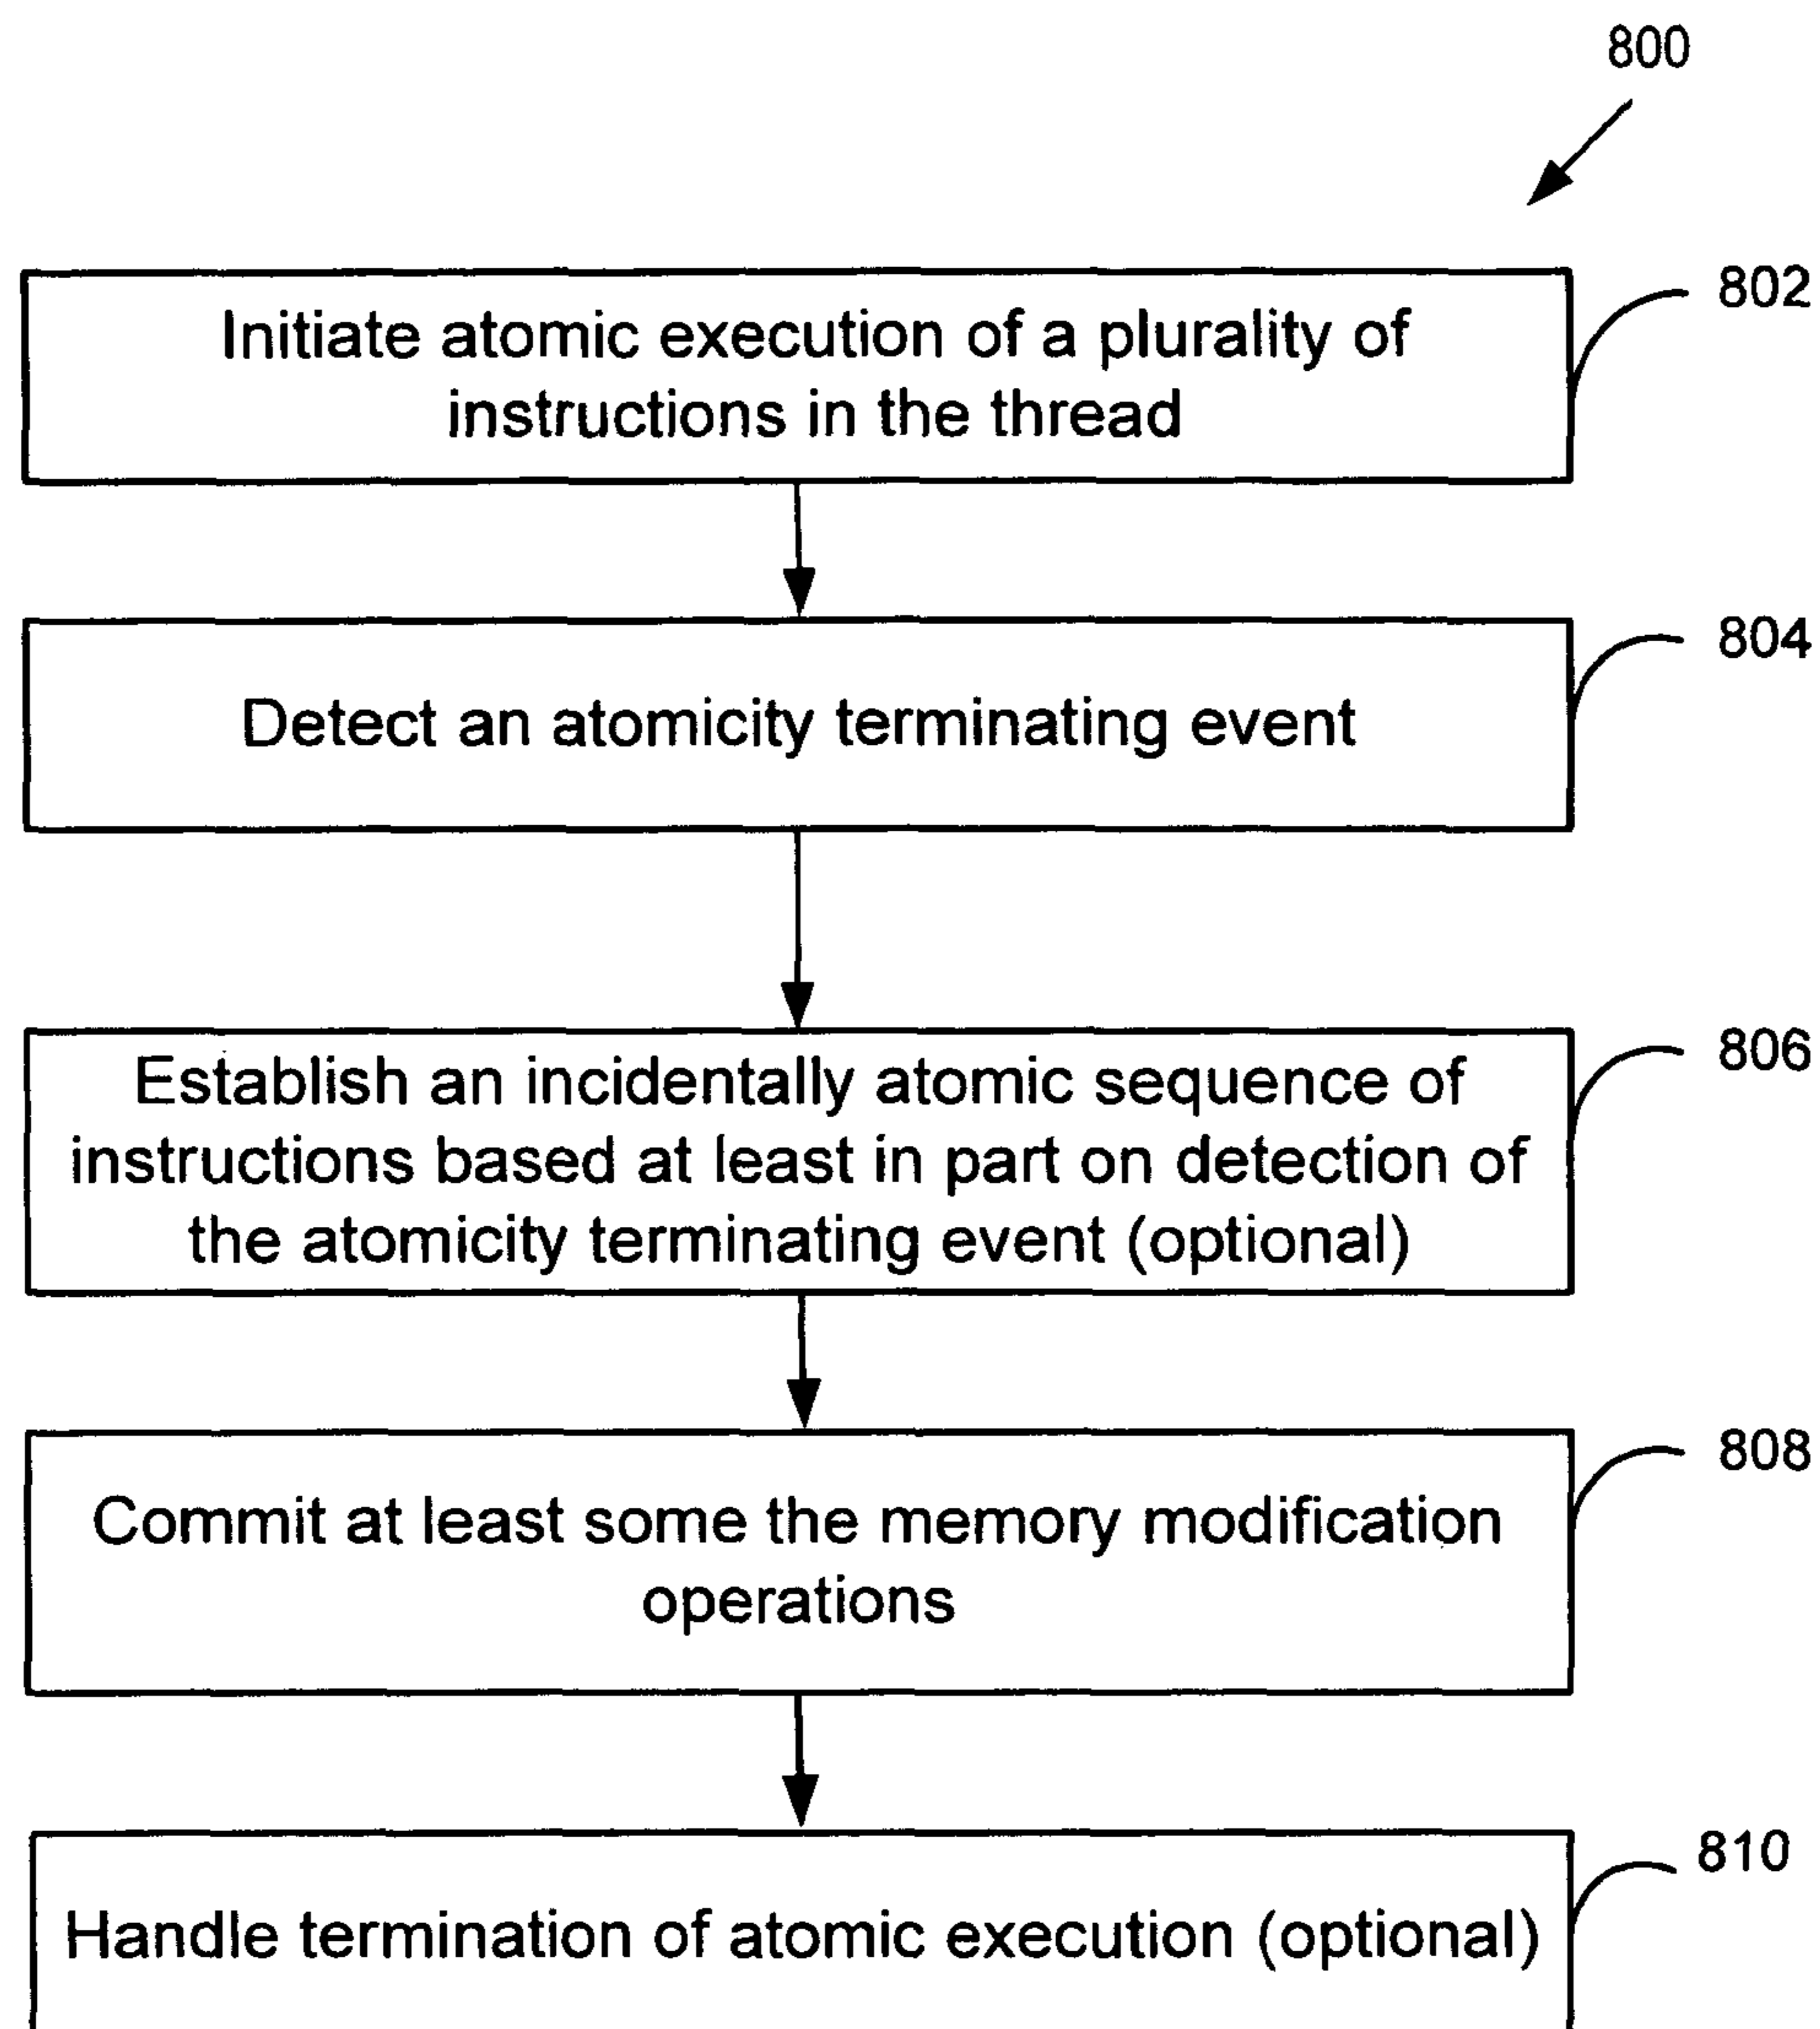 800
802
Initiate atomic execution of a plurality of
instructions in the thread
804
Detect an atomicity terminating event
806
Establish an incidentally atomic sequence of
instructions based at least in part on detection of
the atomicity terminating event (optional)
808
Commit at least some the memory modification
operations
810
Handle termination of atomic execution (optional)